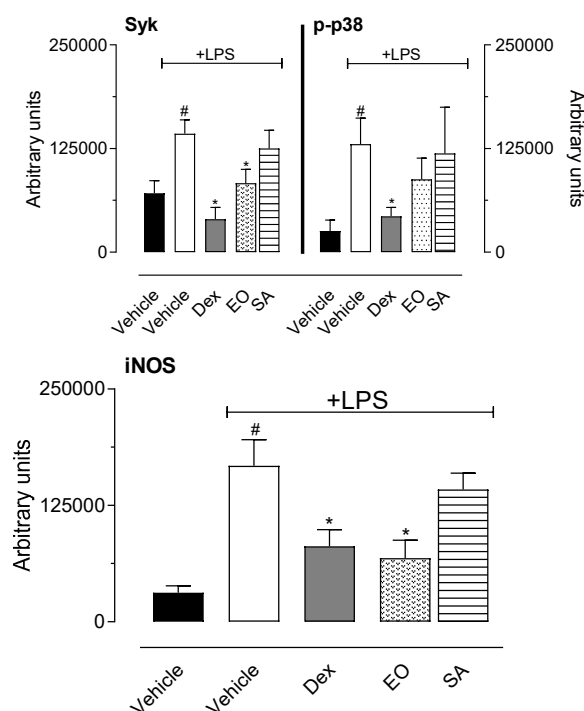 Syk
p-p38
250000
125000
0
Arbitrary units
+LPS
#
*
*
Vehicle
Vehicle
Dex
EO
SA
+LPS
#
*
Vehicle
Vehicle
Dex
EO
SA
250000
125000
0
Arbitrary units
iNOS
250000
125000
0
Arbitrary units
+LPS
#
*
*
Vehicle
Vehicle
Dex
EO
SA